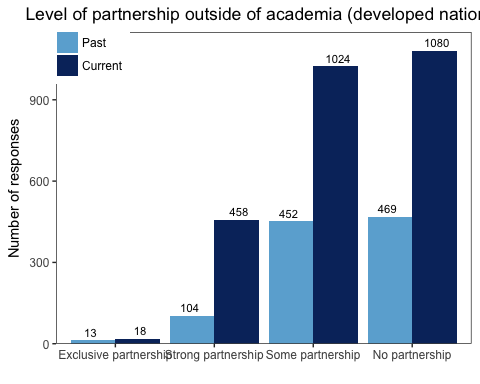 Level of partnership outside of academia (developed nation
Past
Current
Number of responses
900
600
300
0
13
18
104
458
452
1024
469
1080
Exclusive partnership
Strong partnership
Some partnership
No partnership